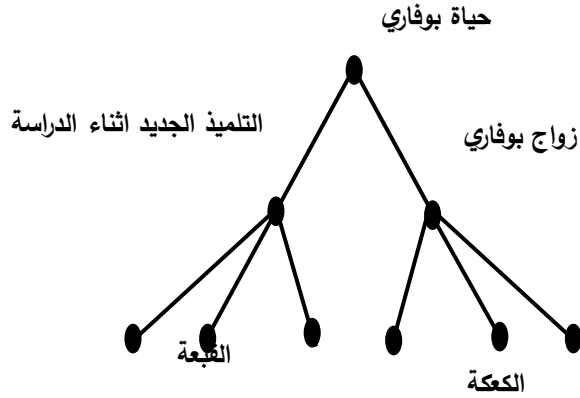 حياة بوفاري
التلميذ الجديد اثناء الدراسة
زواج بوفاري
القبعة
الكعكة